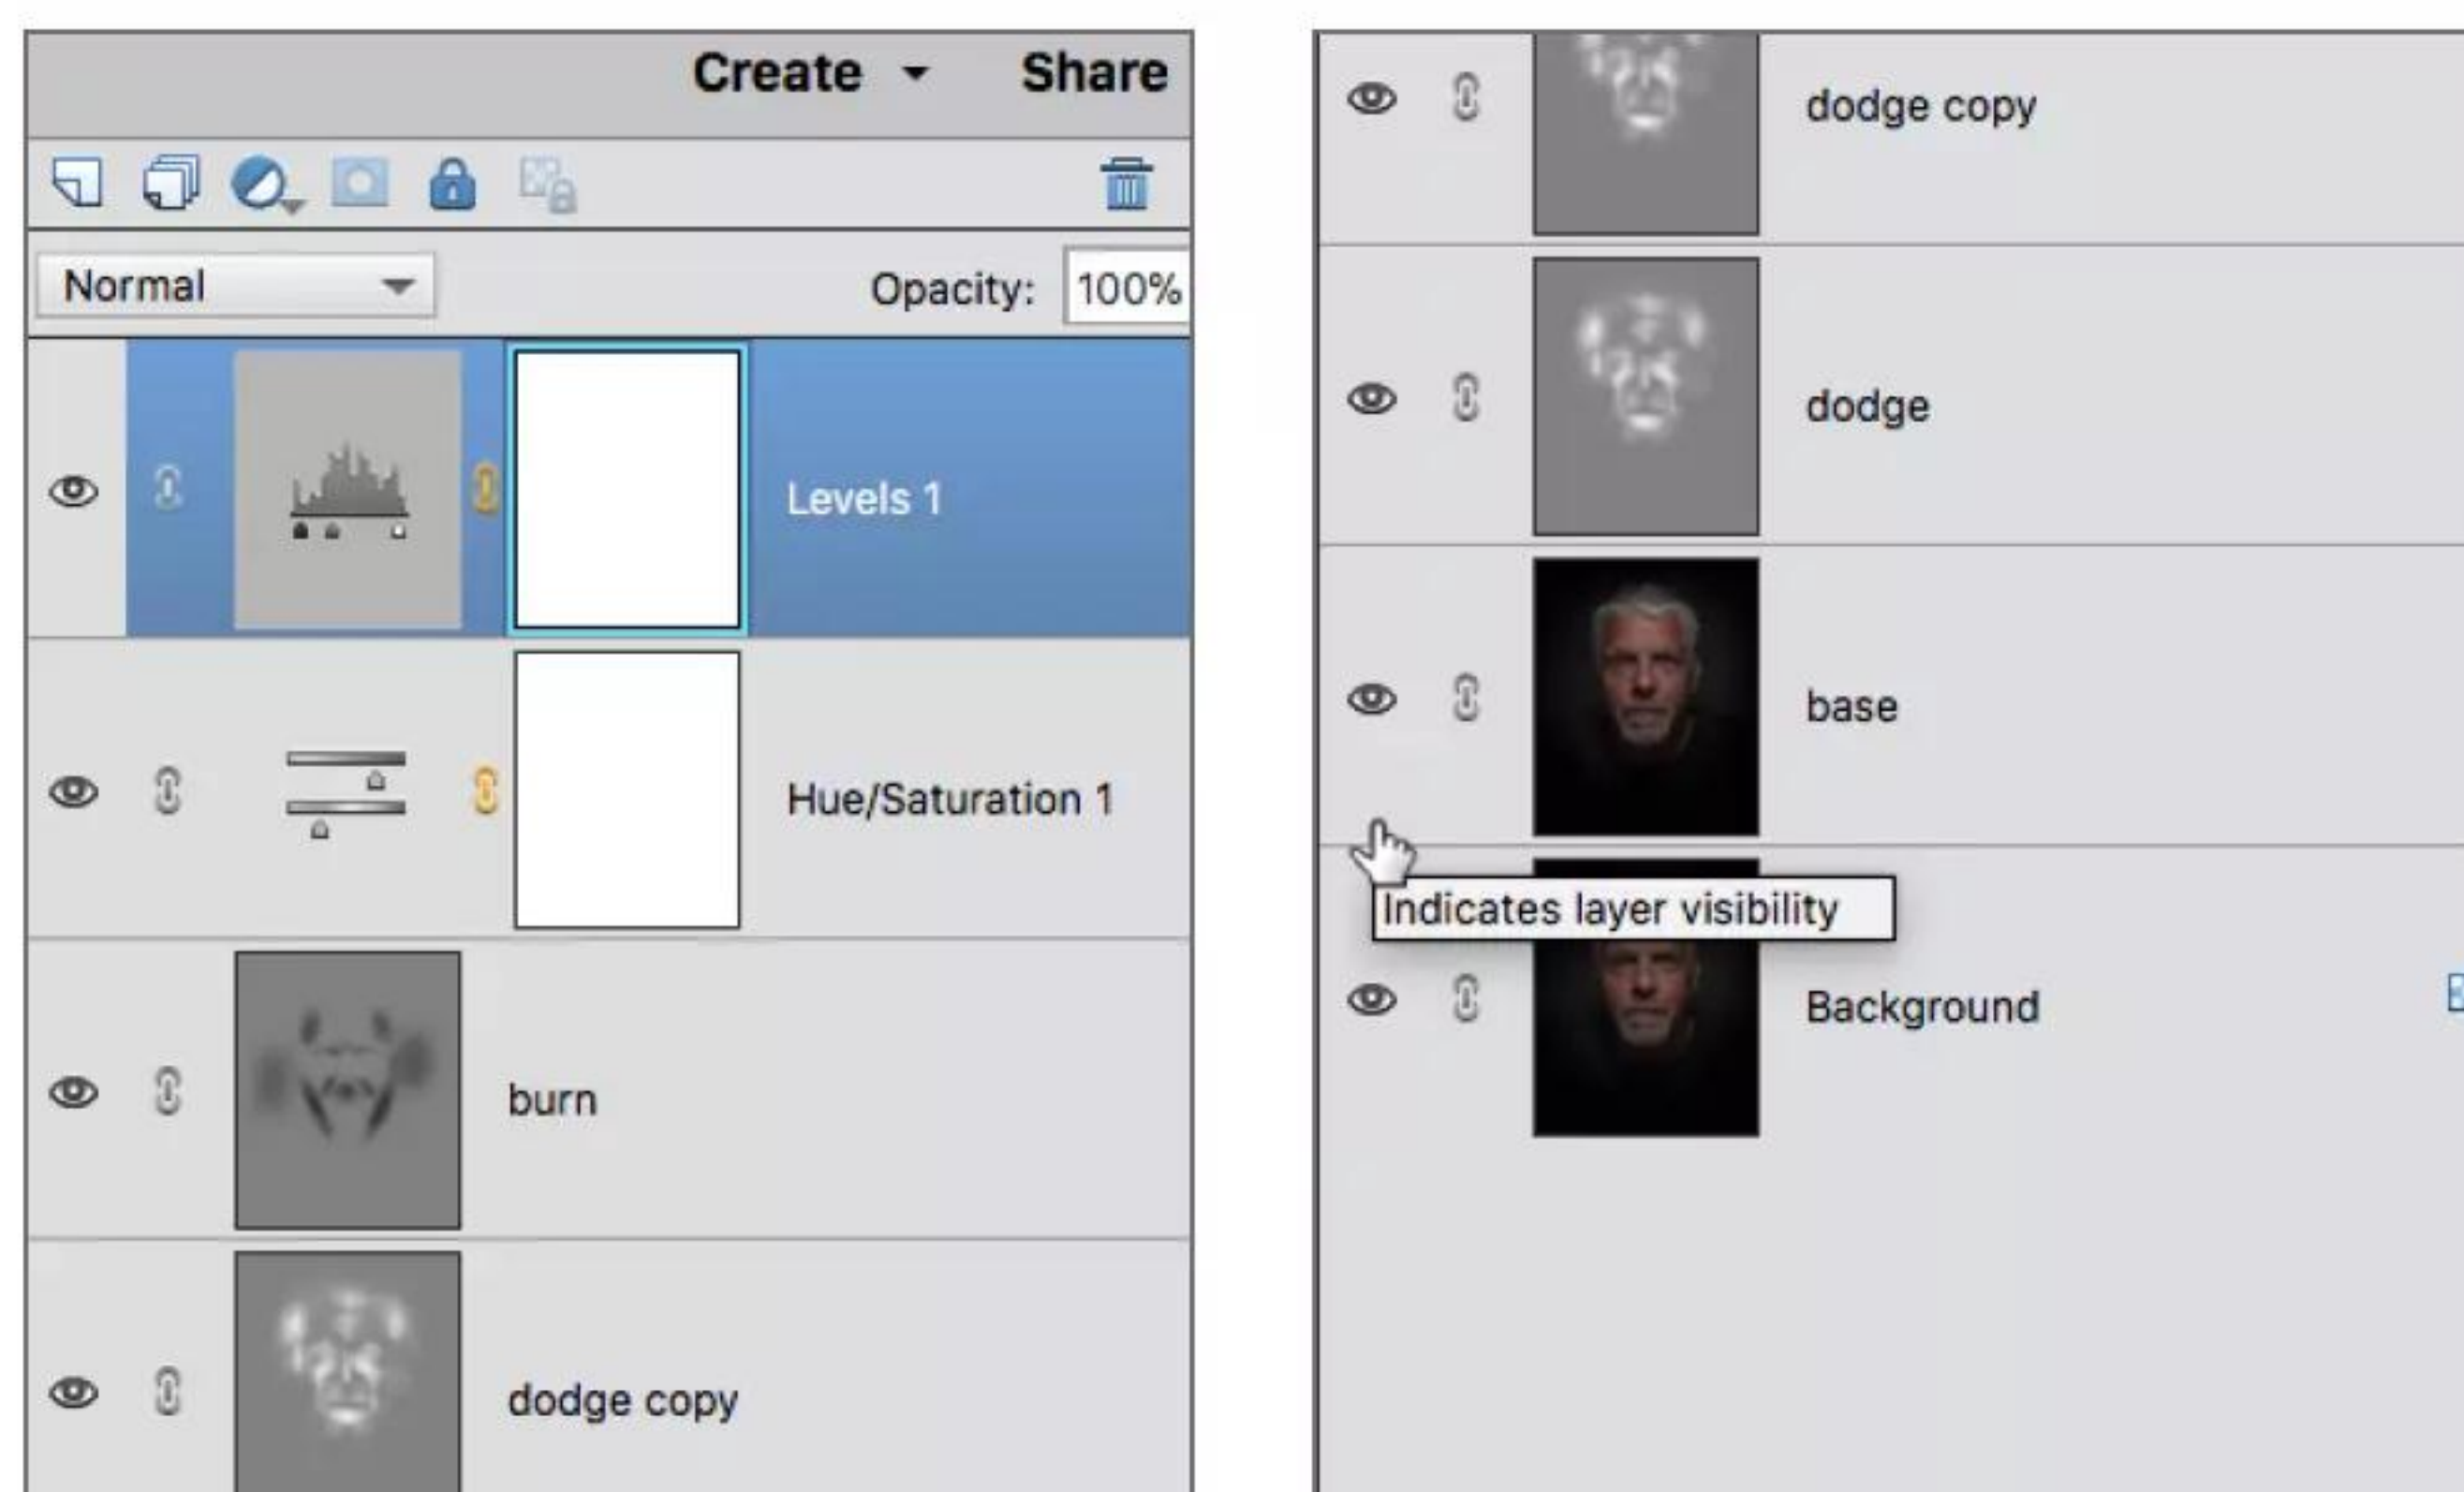 Create Share
Normal Opacity: 100%
Levels 1
Hue/Saturation 1
burn
dodge copy
dodge copy
dodge
base
Indicates layer visibility
Background